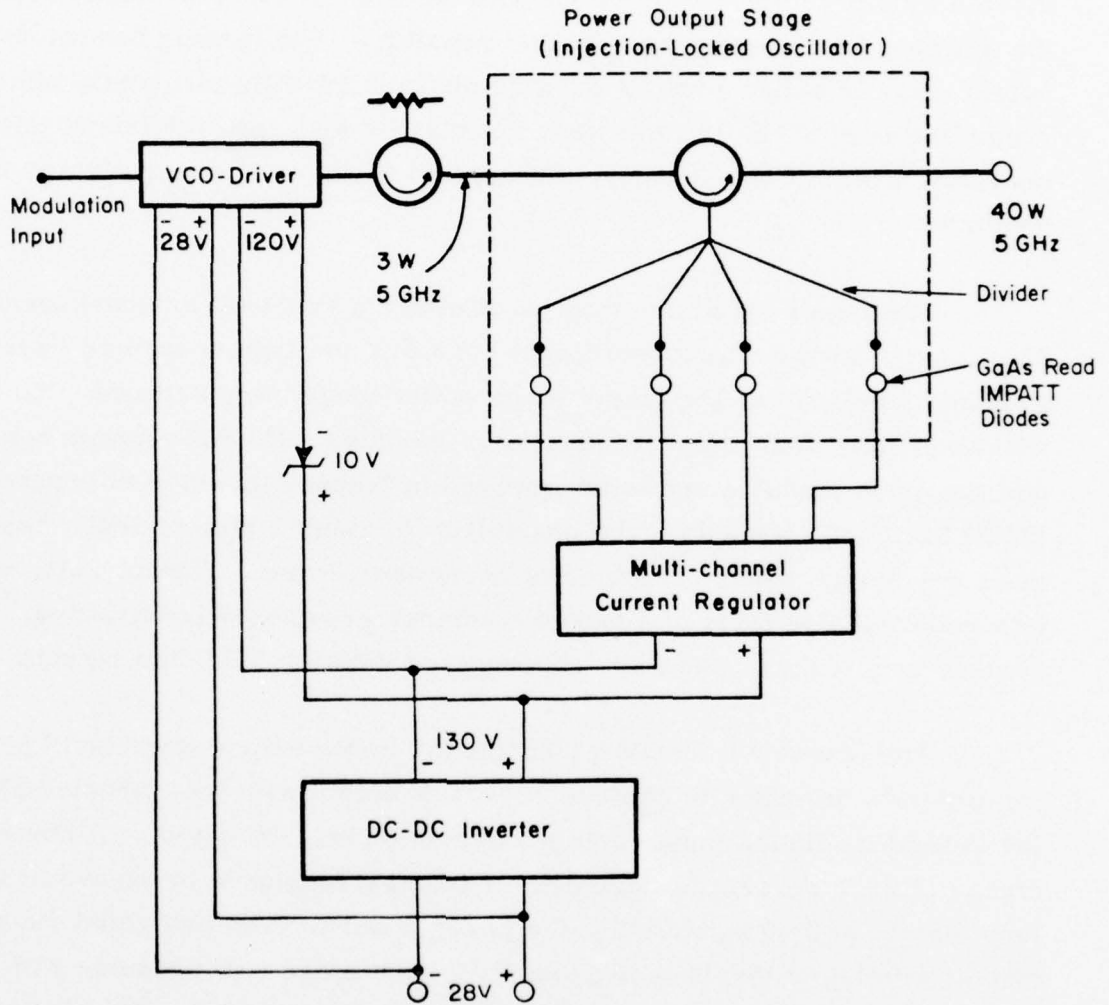 Power Output Stage
(Injection-Locked Oscillator)
VCO-Driver
Modulation
Input
- +
28V
- +
120V
3 W
5 GHz
40W
5 GHz
Divider
GaAs Read
IMPATT
Diodes
-
10 V
+
Multi-channel
Current Regulator
- +
130 V
- +
DC-DC Inverter
- +
28V